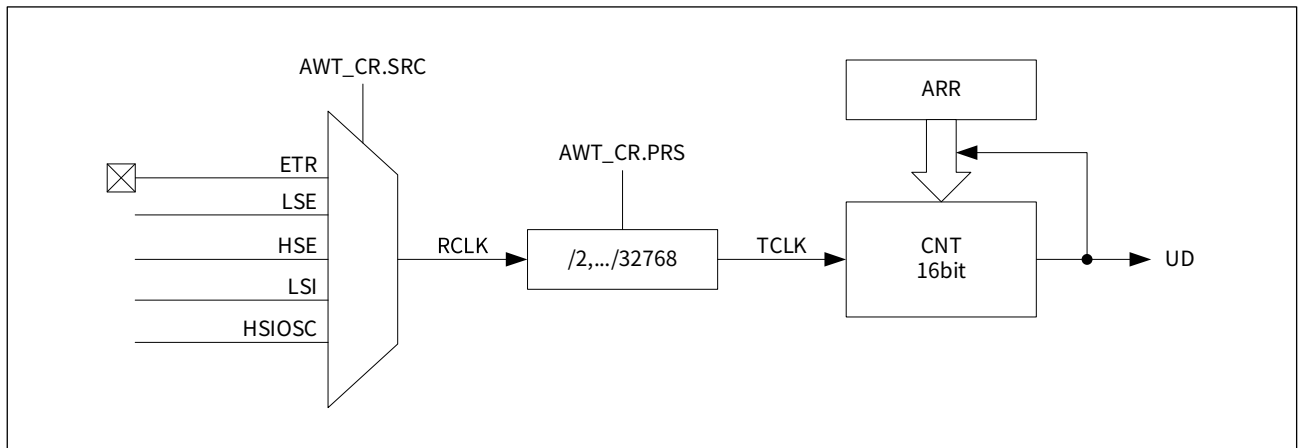 AWT_CR.SRC
ARR
ETR
AWT_CR.PRS
LSE
HSE
RCLK
/2,.../32768
TCLK
CNT
16bit
UD
LSI
HSIOSC